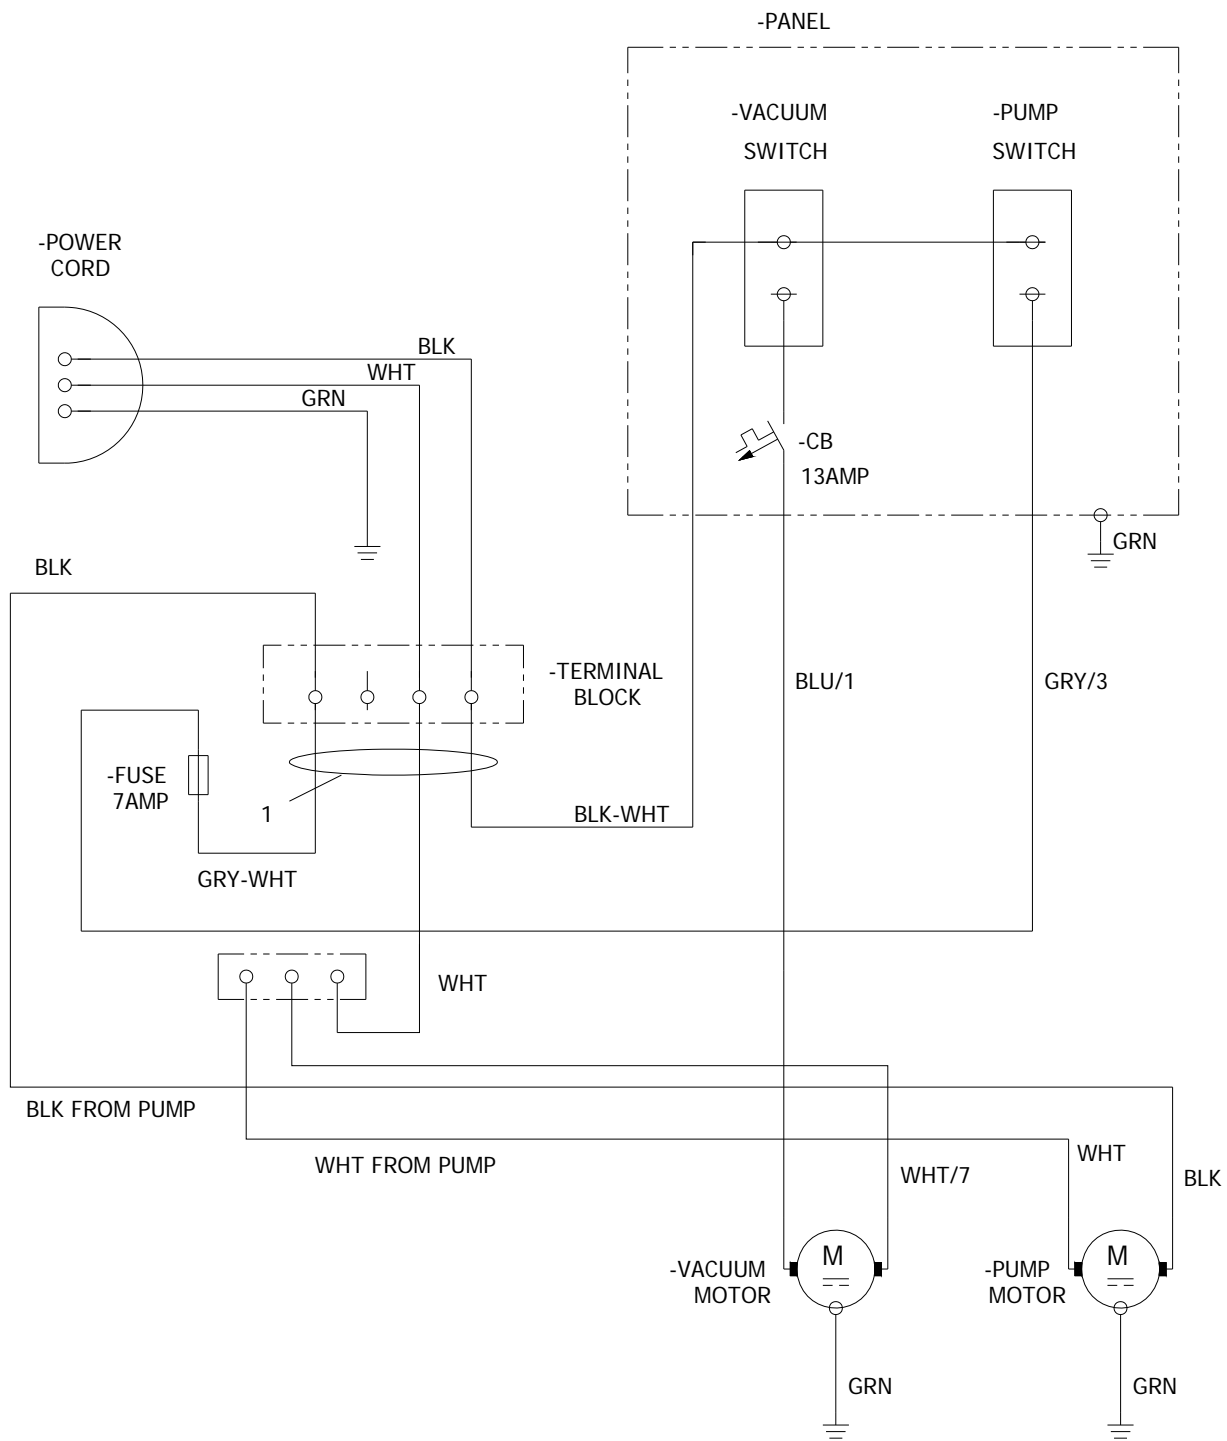 -PANEL
-VACUUM
SWITCH
-PUMP
SWITCH
-POWER
CORD
BLK
WHT
GRN
-CB
13AMP
GRN
BLK
-TERMINAL
BLOCK
BLU/1
GRY/3
-FUSE
7AMP
1
BLK-WHT
GRY-WHT
WHT
BLK FROM PUMP
WHT FROM PUMP
WHT
WHT/7
BLK
M
M
-VACUUM
MOTOR
-PUMP
MOTOR
GRN
GRN